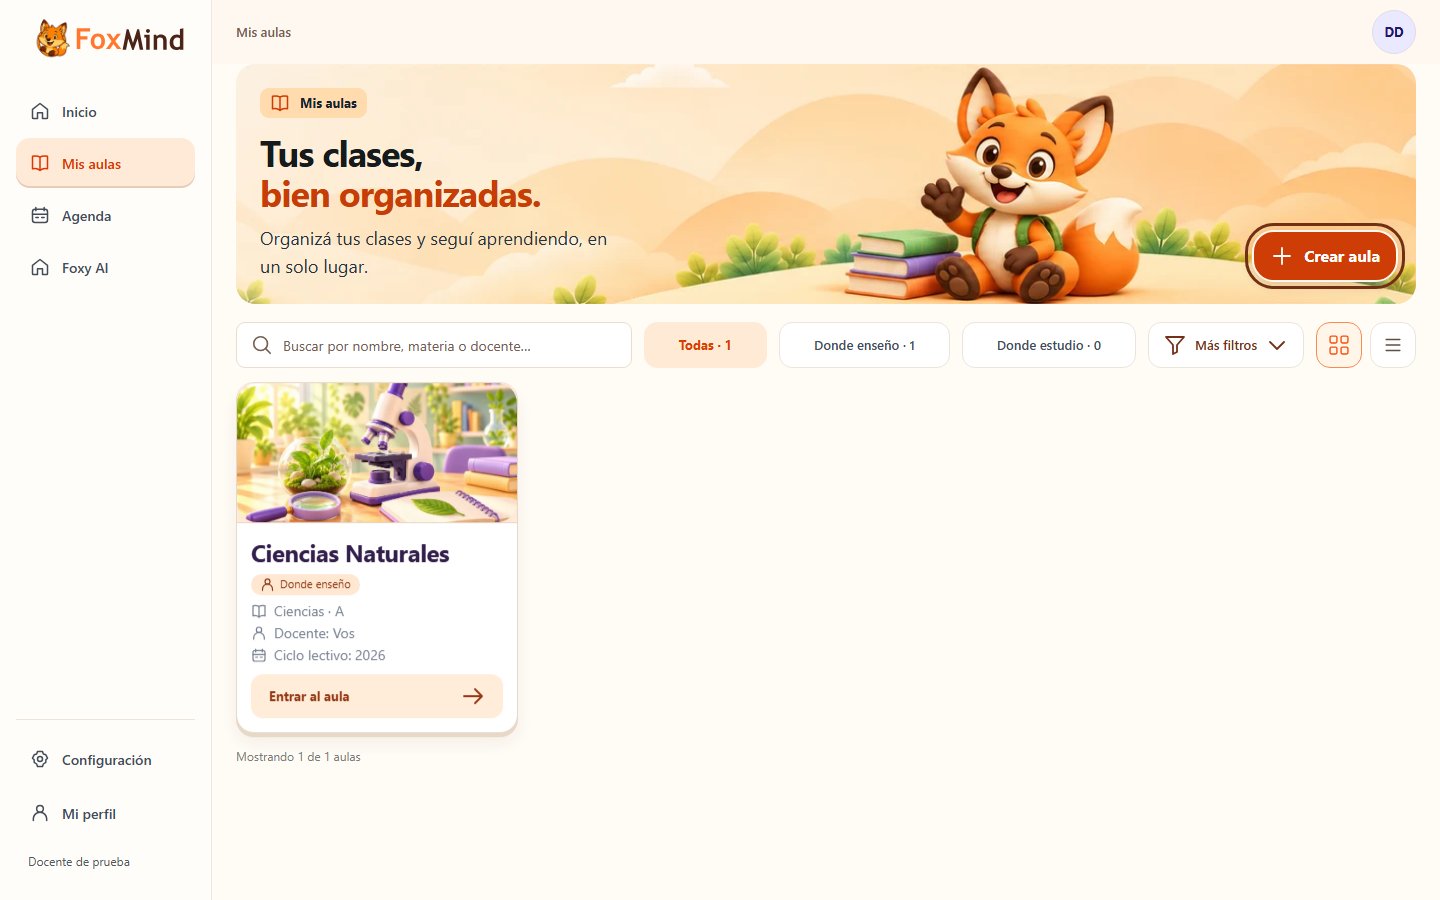 FoxMind
Inicio
Mis aulas
Agenda
Foxy AI
Configuración
Mi perfil
Docente de prueba
Mis aulas
DD
Mis aulas
Tus clases,
bien organizadas.
Organizá tus clases y seguí aprendiendo, en
un solo lugar.
Crear aula
Buscar por nombre, materia o docente...
Todas · 1
Donde enseño · 1
Donde estudio · 0
Más filtros
Ciencias Naturales
Donde enseño
Ciencias · A
Docente: Vos
Ciclo lectivo: 2026
Entrar al aula
Mostrando 1 de 1 aulas